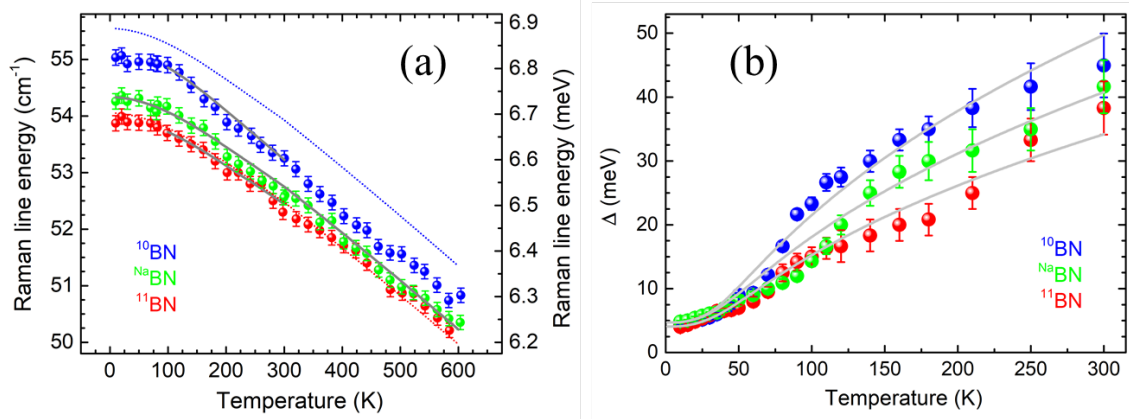 (a)
Raman line energy (cm⁻¹)
55
54
53
52
51
50
6.9
6.8
6.7
6.6
6.5
6.4
6.3
6.2
Raman line energy (meV)
¹⁰BN
ᴺᵃBN
¹¹BN
0 100 200 300 400 500 600
Temperature (K)
(b)
Δ (meV)
50
40
30
20
10
0
¹⁰BN
ᴺᵃBN
¹¹BN
0 50 100 150 200 250 300
Temperature (K)